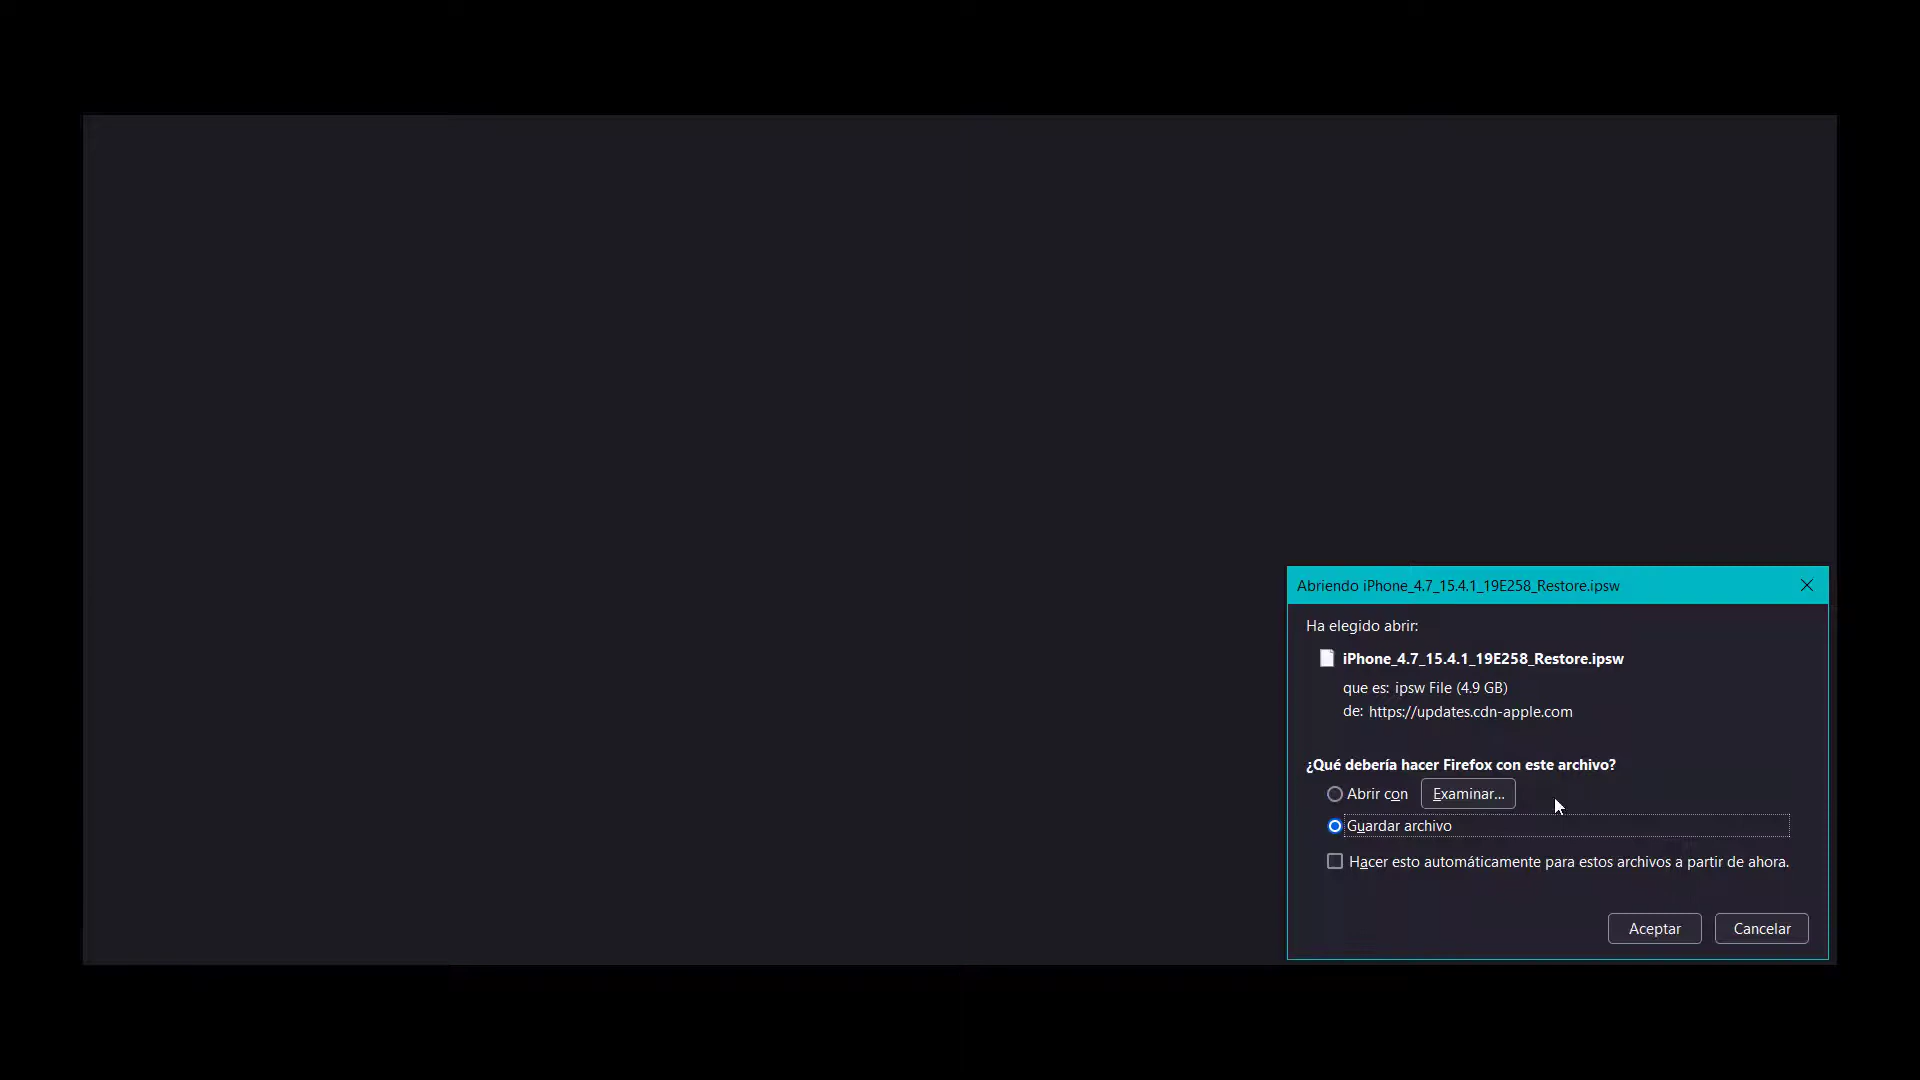 Abriendo iPhone_4.7_15.4.1_19E258_Restore.ipsw
Ha elegido abrir:
iPhone_4.7_15.4.1_19E258_Restore.ipsw
que es: ipsw File (4.9 GB)
de: https://updates.cdn-apple.com
¿Qué debería hacer Firefox con este archivo?
Abrir con Examinar...
Guardar archivo
Hacer esto automáticamente para estos archivos a partir de ahora.
Aceptar Cancelar